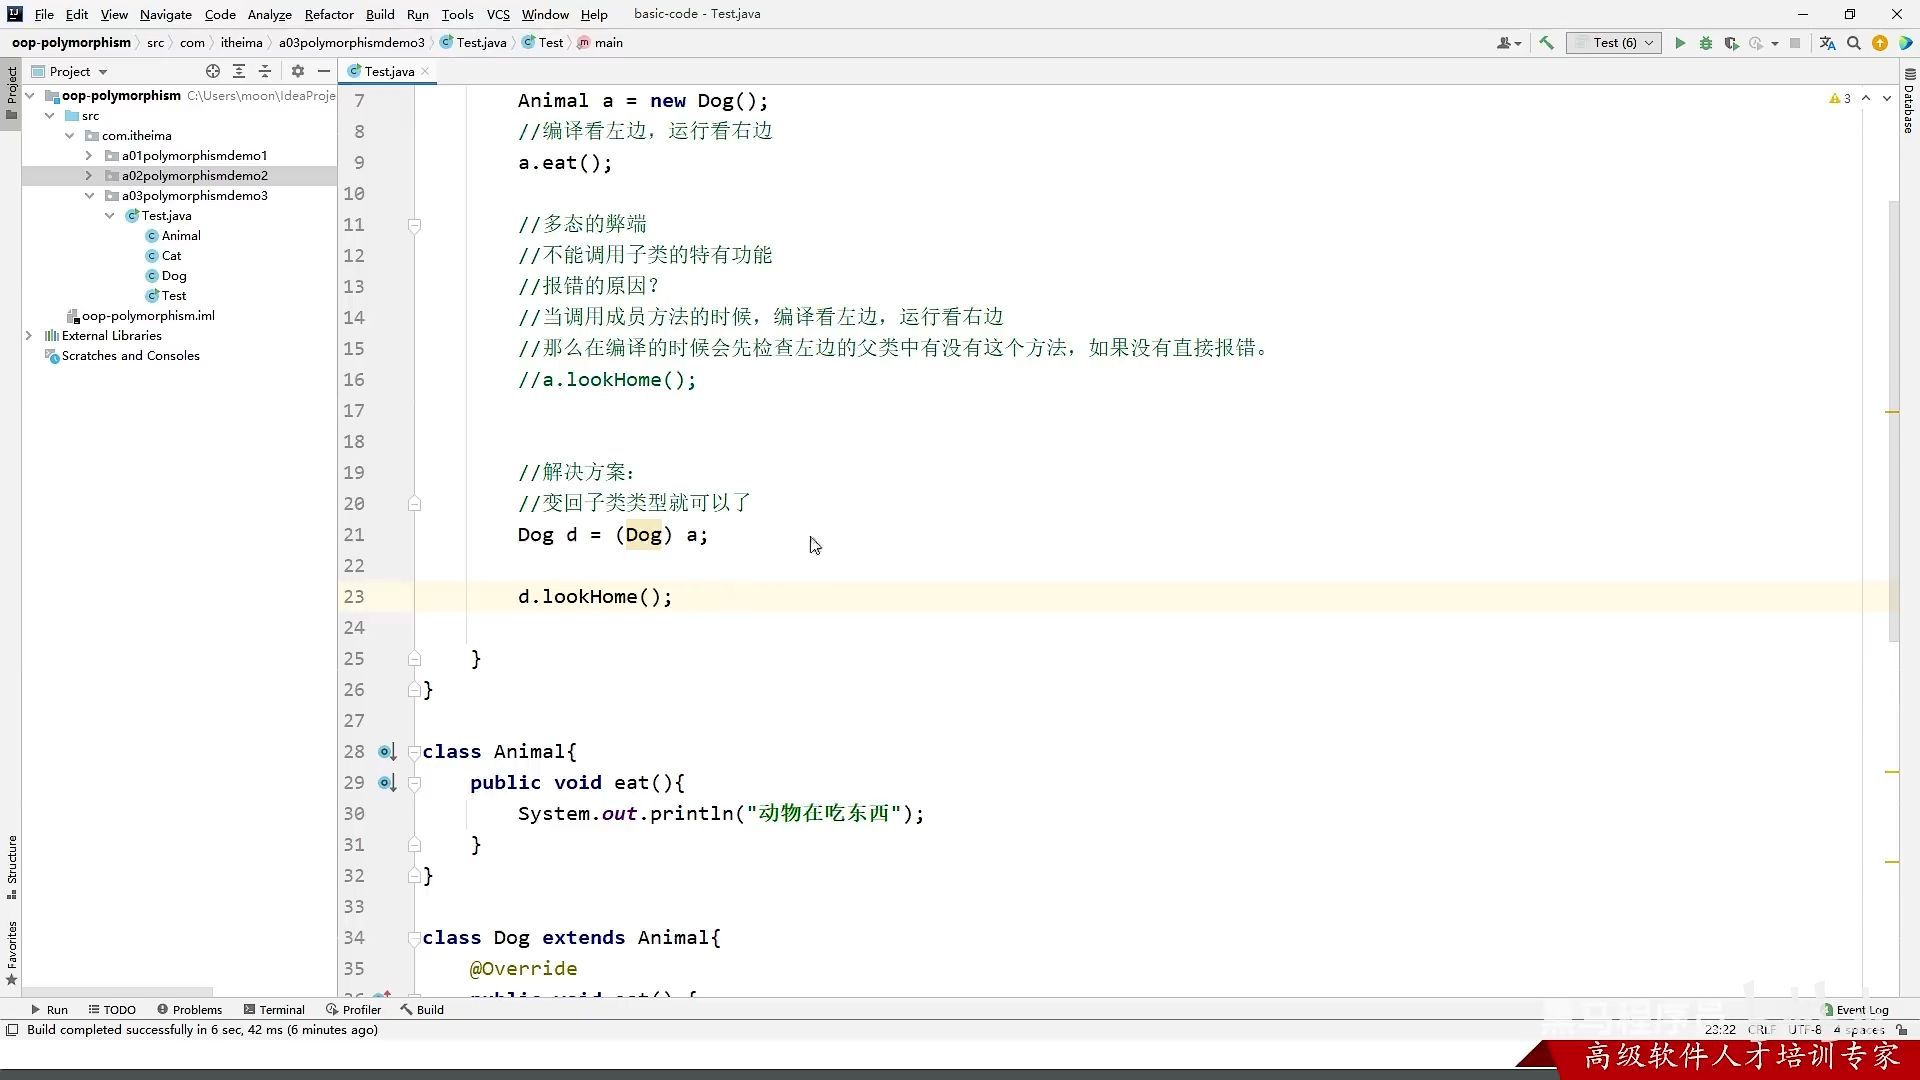 File Edit View Navigate Code Analyze Refactor Build Run Tools VCS Window Help basic-code - Test.java
oop-polymorphism src com itheima a03polymorphismdemo3 Test.java Test main Test (6)
Project Test.java
Project
oop-polymorphism C:\Users\moon\IdeaProje
src
com.itheima
a01polymorphismdemo1
a02polymorphismdemo2
a03polymorphismdemo3
Test.java
Animal
Cat
Dog
Test
oop-polymorphism.iml
External Libraries
Scratches and Consoles
Structure
Favorites
7 Animal a = new Dog();
8 //编译看左边，运行看右边
9 a.eat();
10
11 //多态的弊端
12 //不能调用子类的特有功能
13 //报错的原因？
14 //当调用成员方法的时候，编译看左边，运行看右边
15 //那么在编译的时候会先检查左边的父类中有没有这个方法，如果没有直接报错。
16 //a.lookHome();
17
18
19 //解决方案：
20 //变回子类类型就可以了
21 Dog d = (Dog) a;
22
23 d.lookHome();
24
25 }
26 }
27
28 class Animal{
29 public void eat(){
30 System.out.println("动物在吃东西");
31 }
32 }
33
34 class Dog extends Animal{
35 @Override
3
Database
Run TODO Problems Terminal Profiler Build Event Log
Build completed successfully in 6 sec, 42 ms (6 minutes ago) 23:22 CRLF UTF-8 4 spaces
黑马程序员
高级软件人才培训专家